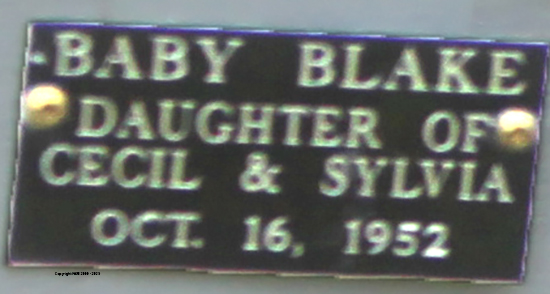 BABY BLAKE
DAUGHTER OF
CECIL & SYLVIA
OCT. 16, 1952